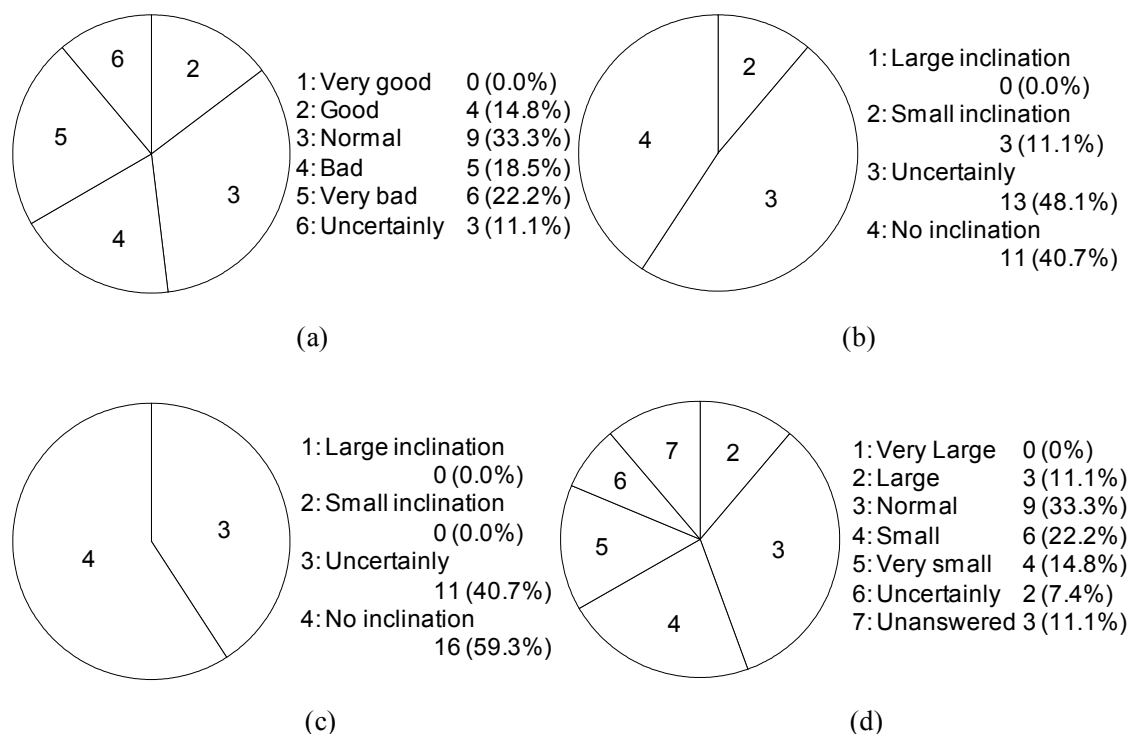 6
2
5
3
4
1: Very good 0 (0.0%)
2: Good 4 (14.8%)
3: Normal 9 (33.3%)
4: Bad 5 (18.5%)
5: Very bad 6 (22.2%)
6: Uncertainly 3 (11.1%)
(a)
2
4
3
1: Large inclination
0 (0.0%)
2: Small inclination
3 (11.1%)
3: Uncertainly
13 (48.1%)
4: No inclination
11 (40.7%)
(b)
3
4
1: Large inclination
0 (0.0%)
2: Small inclination
0 (0.0%)
3: Uncertainly
11 (40.7%)
4: No inclination
16 (59.3%)
(c)
7
2
6
5
3
4
1: Very Large 0 (0%)
2: Large 3 (11.1%)
3: Normal 9 (33.3%)
4: Small 6 (22.2%)
5: Very small 4 (14.8%)
6: Uncertainly 2 (7.4%)
7: Unanswered 3 (11.1%)
(d)